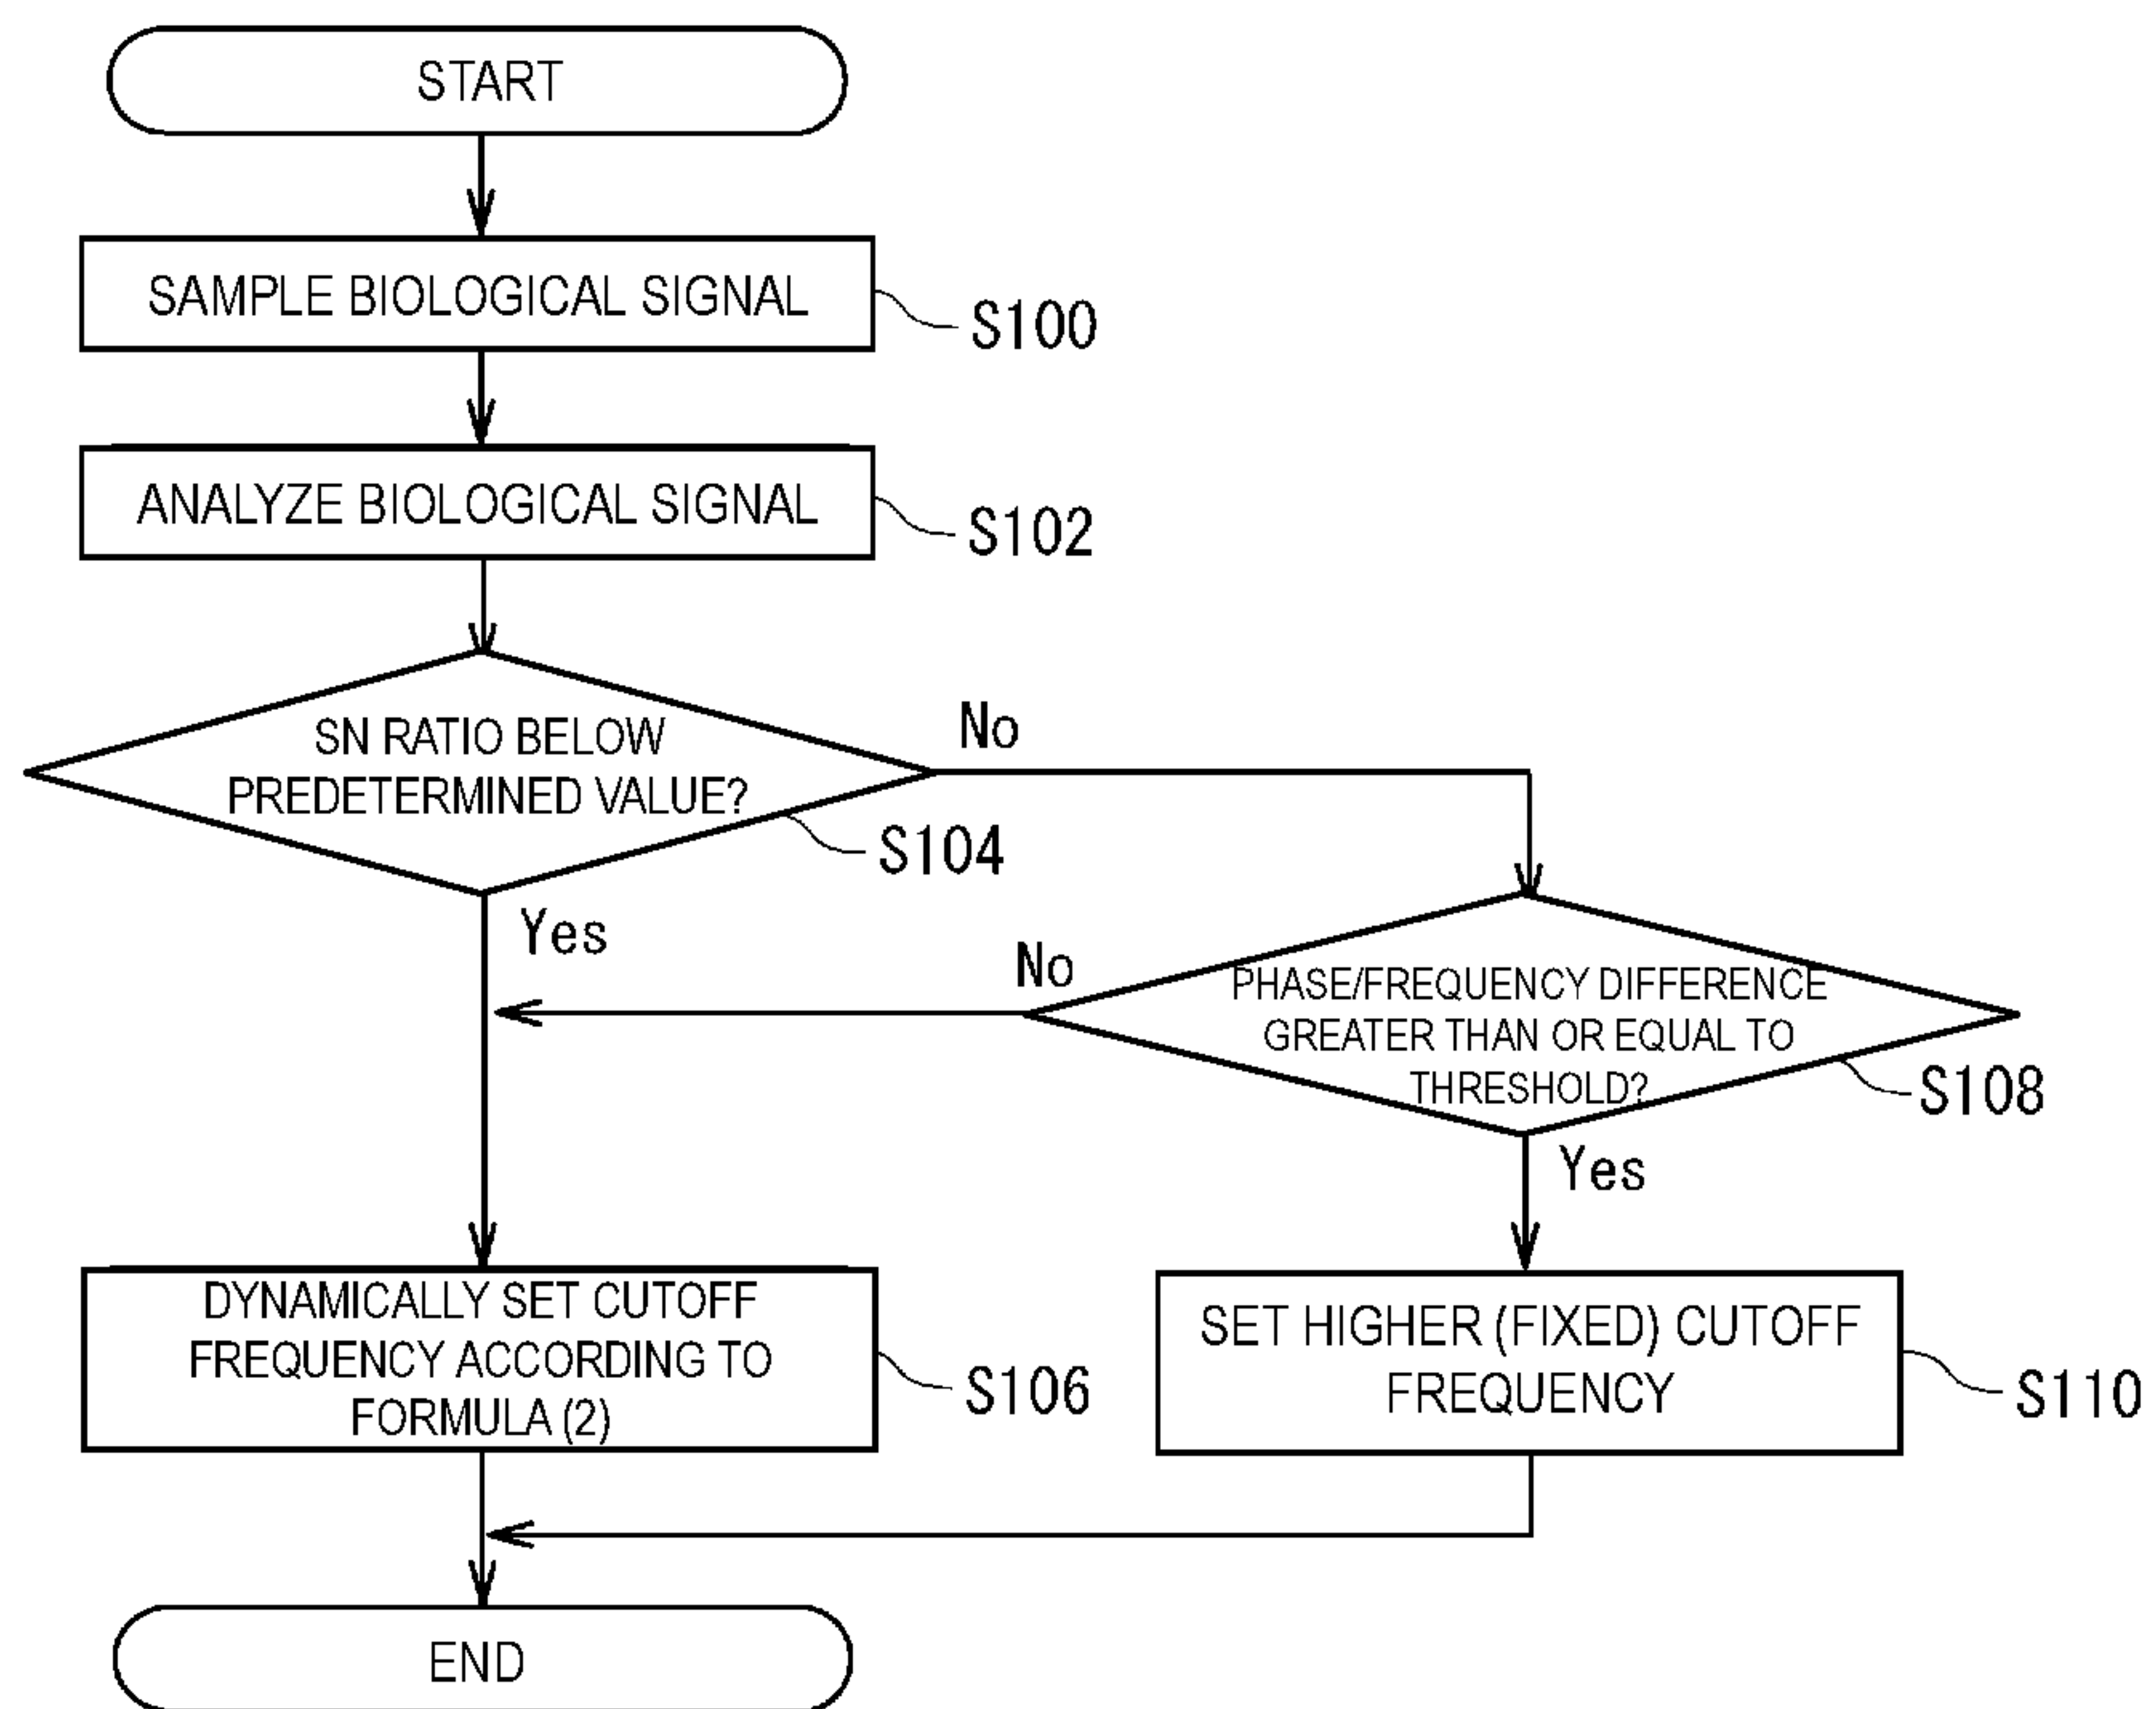 START
SAMPLE BIOLOGICAL SIGNAL
S100
ANALYZE BIOLOGICAL SIGNAL
S102
SN RATIO BELOW
PREDETERMINED VALUE?
No
S104
Yes
No
PHASE/FREQUENCY DIFFERENCE
GREATER THAN OR EQUAL TO
THRESHOLD?
S108
Yes
DYNAMICALLY SET CUTOFF
FREQUENCY ACCORDING TO
FORMULA (2)
S106
SET HIGHER (FIXED) CUTOFF
FREQUENCY
S110
END